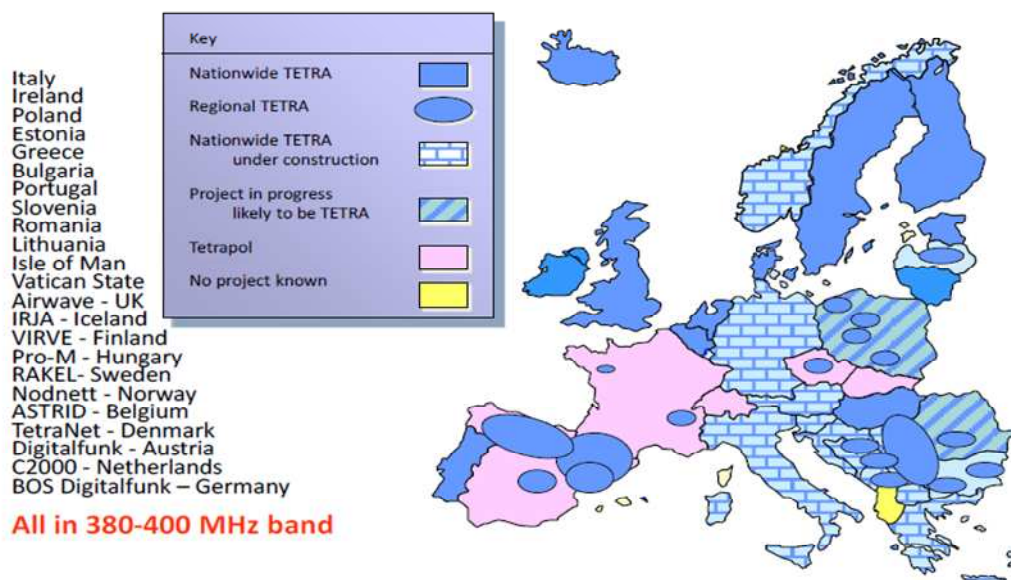 Key
Nationwide TETRA
Regional TETRA
Nationwide TETRA
under construction
Project in progress
likely to be TETRA
Tetrapol
No project known
Italy
Ireland
Poland
Estonia
Greece
Bulgaria
Portugal
Slovenia
Romania
Lithuania
Isle of Man
Vatican State
Airwave - UK
IRJA - Iceland
VIRVE - Finland
Pro-M - Hungary
RAKEL- Sweden
Nodnett - Norway
ASTRID - Belgium
TetraNet - Denmark
Digitalfunk - Austria
C2000 - Netherlands
BOS Digitalfunk – Germany
All in 380-400 MHz band